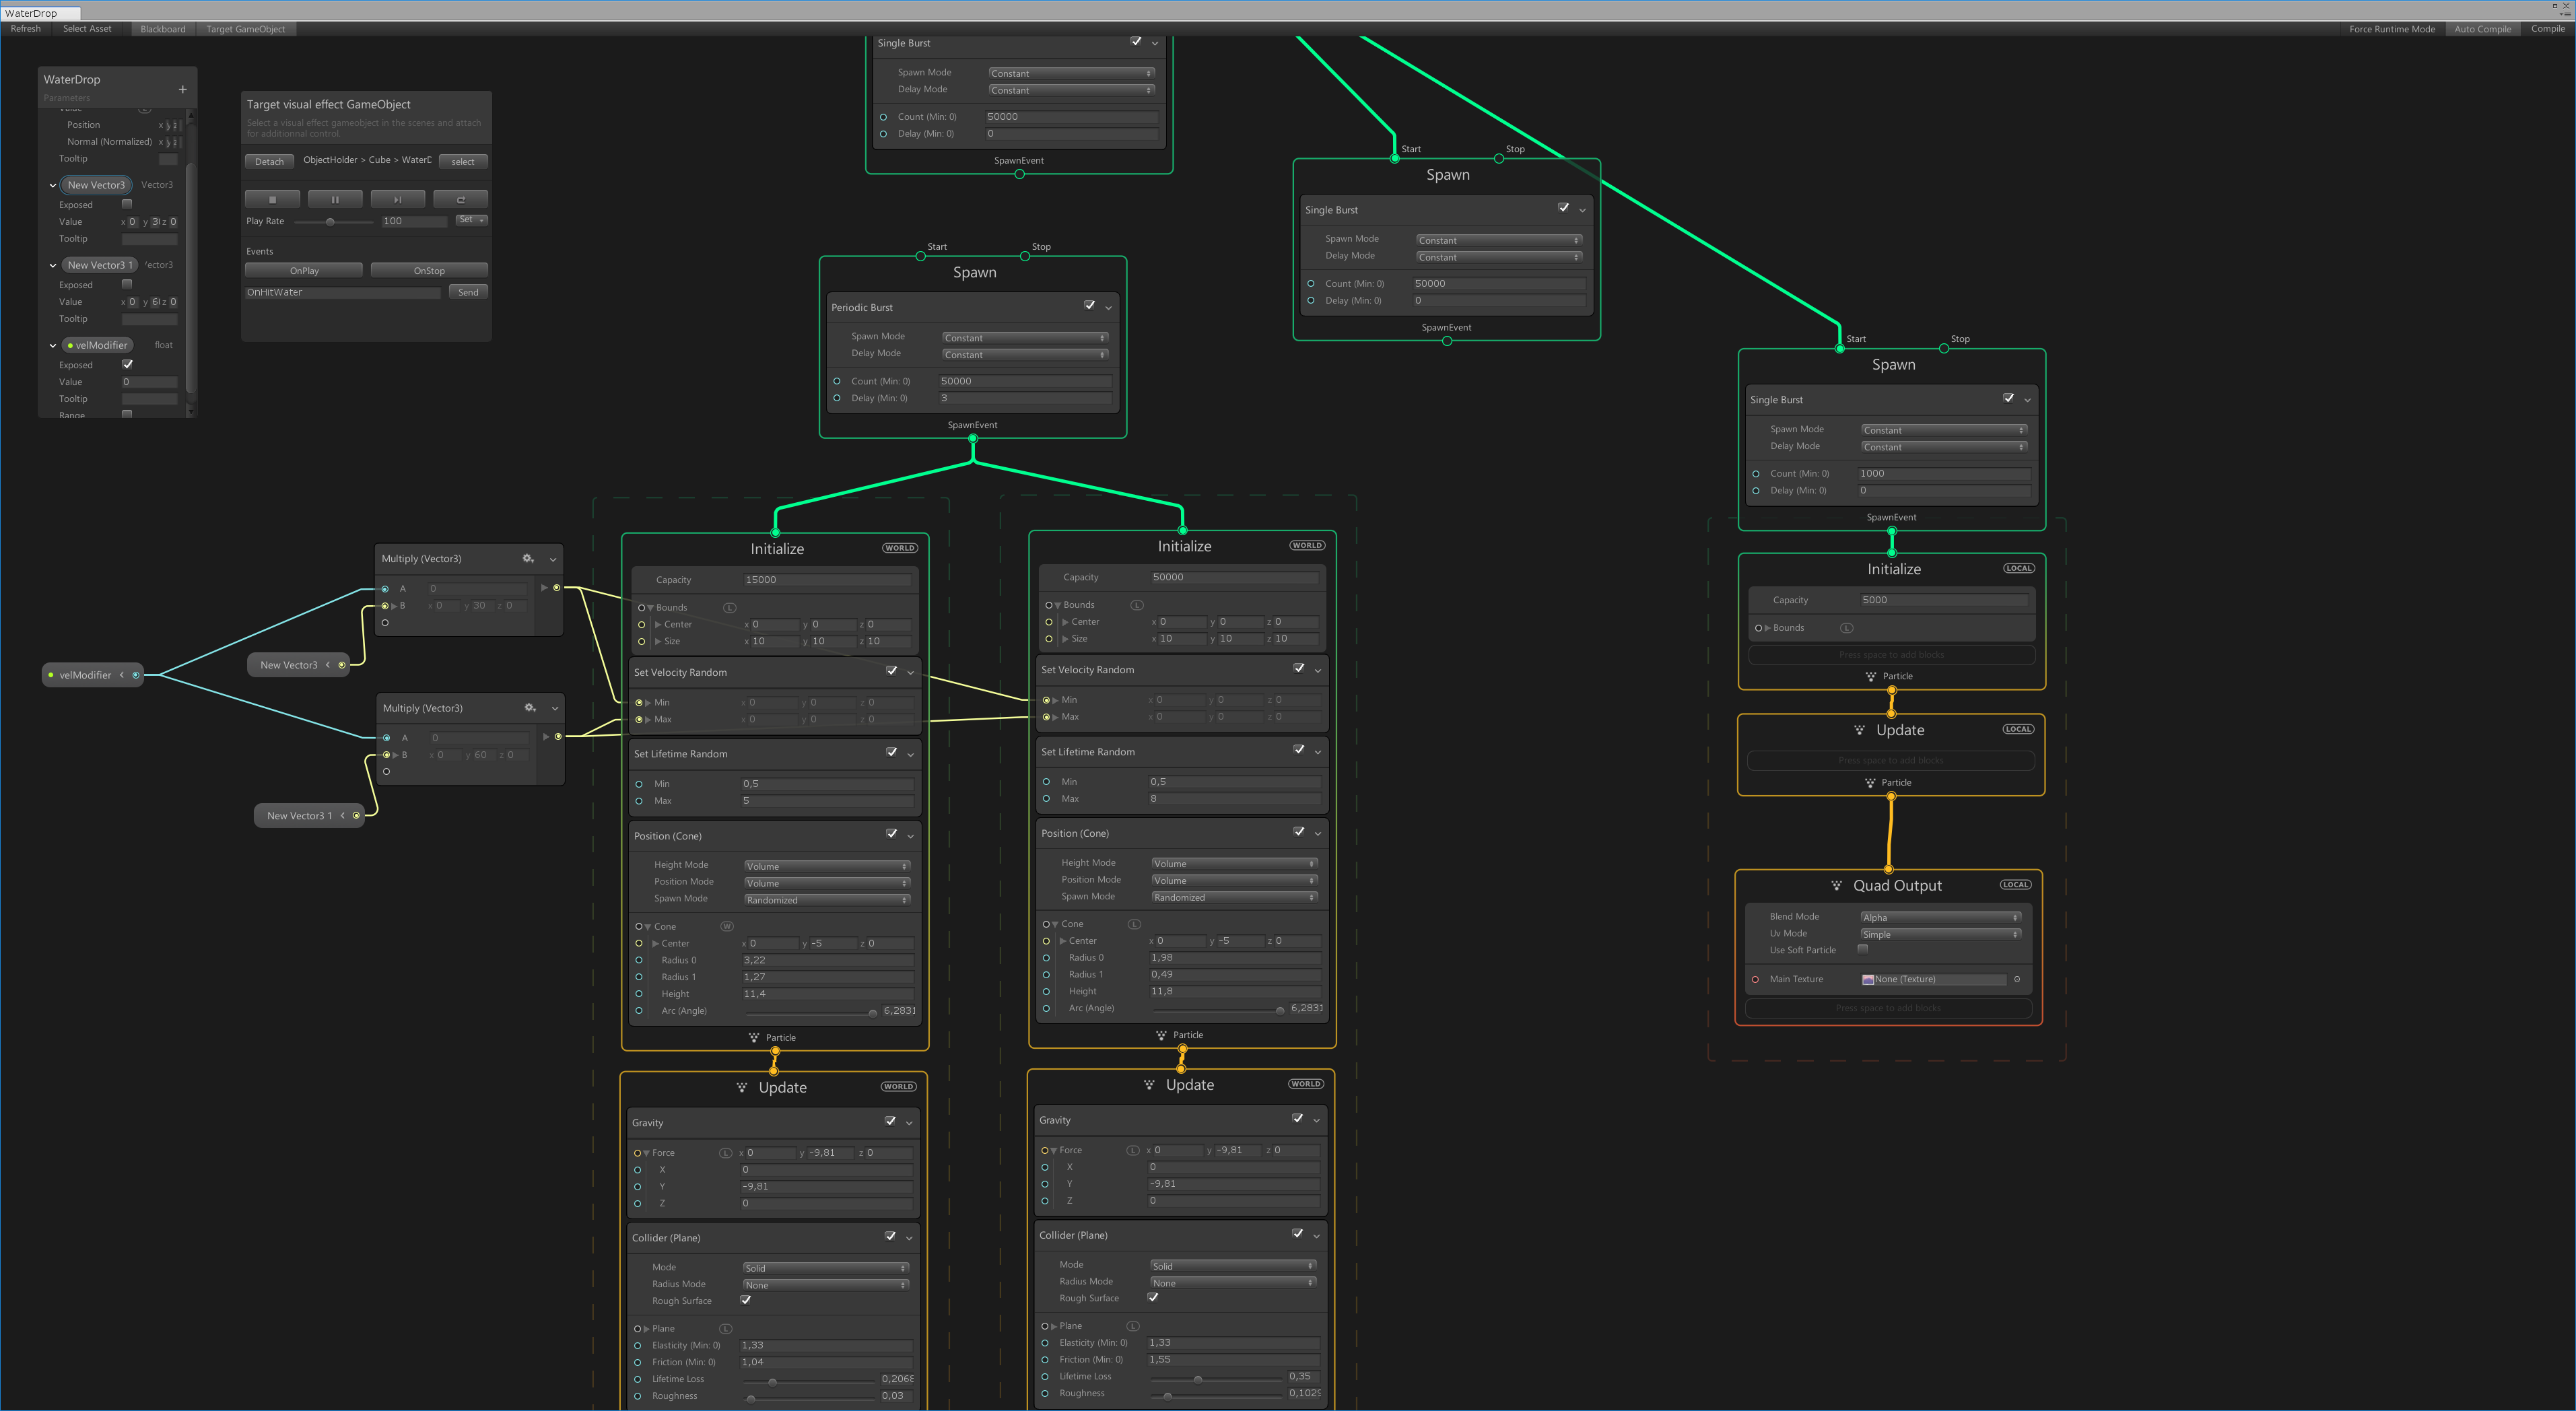 WaterDrop
Refresh Select Asset Blackboard Target GameObject Force Runtime Mode Auto Compile Compile
WaterDrop
+
Parameters
Position x y z
Normal (Normalized) x y z
Tooltip
New Vector3 Vector3
Exposed
Value x 0 y 3 z 0
Tooltip
New Vector3 1
Exposed
Value x 0 y 6 z 0
Tooltip
velModifier float
Exposed
Value 0
Tooltip
Range
Target visual effect GameObject
Select a visual effect gameobject in the scenes and attach
for additionnal control.
Detach ObjectHolder > Cube > Water select
Play Rate 100 Set
Events
OnPlay OnStop
OnHitWater Send
Single Burst
Spawn Mode Constant
Delay Mode Constant
Count (Min: 0) 50000
Delay (Min: 0) 0
SpawnEvent
Start Stop
Spawn
Periodic Burst
Spawn Mode Constant
Delay Mode Constant
Count (Min: 0) 50000
Delay (Min: 0) 3
SpawnEvent
Start Stop
Spawn
Single Burst
Spawn Mode Constant
Delay Mode Constant
Count (Min: 0) 50000
Delay (Min: 0) 0
SpawnEvent
Start Stop
Spawn
Single Burst
Spawn Mode Constant
Delay Mode Constant
Count (Min: 0) 1000
Delay (Min: 0) 0
SpawnEvent
velModifier <
Multiply (Vector3)
A 0
B x 0 y 30 z 0
New Vector3 <
Multiply (Vector3)
A 0
B x 0 y 60 z 0
New Vector3 1 <
Initialize WORLD
Capacity 15000
Bounds L
Center x 0 y 0 z 0
Size x 10 y 10 z 10
Set Velocity Random
Min x 0 y 0 z 0
Max x 0 y 0 z 0
Set Lifetime Random
Min 0,5
Max 5
Position (Cone)
Height Mode Volume
Position Mode Volume
Spawn Mode Randomized
Cone W
Center x 0 y -5 z 0
Radius 0 3,22
Radius 1 1,27
Height 11,4
Arc (Angle) 6,2831
Particle
Update WORLD
Gravity
Force L x 0 y -9,81 z 0
X 0
Y -9,81
Z 0
Collider (Plane)
Mode Solid
Radius Mode None
Rough Surface
Plane L
Elasticity (Min: 0) 1,33
Friction (Min: 0) 1,04
Lifetime Loss 0,2068
Roughness 0,03
Initialize WORLD
Capacity 50000
Bounds L
Center x 0 y 0 z 0
Size x 10 y 10 z 10
Set Velocity Random
Min x 0 y 0 z 0
Max x 0 y 0 z 0
Set Lifetime Random
Min 0,5
Max 8
Position (Cone)
Height Mode Volume
Position Mode Volume
Spawn Mode Randomized
Cone L
Center x 0 y -5 z 0
Radius 0 1,98
Radius 1 0,49
Height 11,8
Arc (Angle) 6,2831
Particle
Update WORLD
Gravity
Force L x 0 y -9,81 z 0
X 0
Y -9,81
Z 0
Collider (Plane)
Mode Solid
Radius Mode None
Rough Surface
Plane L
Elasticity (Min: 0) 1,33
Friction (Min: 0) 1,55
Lifetime Loss 0,35
Roughness 0,1029
Initialize LOCAL
Capacity 5000
Bounds L
Press space to add blocks
Particle
Update LOCAL
Press space to add blocks
Particle
Quad Output LOCAL
Blend Mode Alpha
Uv Mode Simple
Use Soft Particle
Main Texture None (Texture)
Press space to add blocks